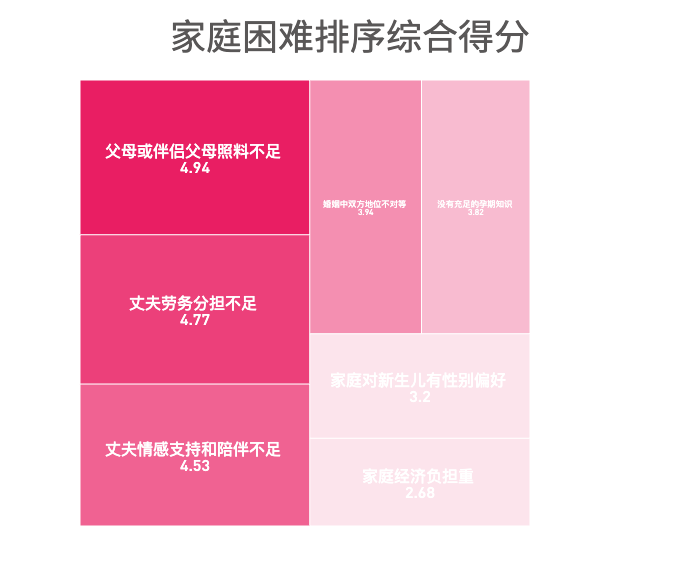 家庭困难排序综合得分
父母或伴侣父母照料不足
4.94
丈夫劳务分担不足
4.77
丈夫情感支持和陪伴不足
4.53
婚姻中双方地位不对等
3.94
没有充足的孕期知识
3.82
家庭对新生儿有性别偏好
3.2
家庭经济负担重
2.68